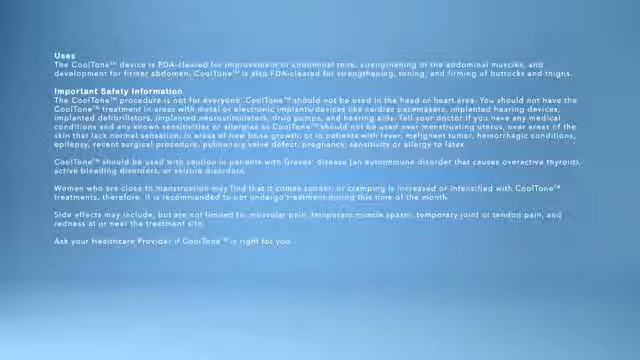 Uses
The CoolTone™ device is FDA-cleared for improvement of abdominal tone, strengthening of the abdominal muscles, and
development for firmer abdomen. CoolTone™ is also FDA-cleared for strengthening, toning, and firming of buttocks and thighs.
Important Safety Information
The CoolTone™ procedure is not for everyone. CoolTone™ should not be used in the head or heart area. You should not have the
CoolTone™ treatment in areas with metal or electronic implants/devices like cardiac pacemakers, implanted hearing devices,
implanted defibrillators, implanted neurostimulators, drug pumps, and hearing aids. Tell your doctor if you have any medical
conditions and any known sensitivities or allergies as CoolTone™ should not be used over menstruating uterus, over areas of the
skin that lack normal sensation, in areas of new bone growth, or in patients with fever, malignant tumor, hemorrhagic conditions,
epilepsy, recent surgical procedure, pulmonary valve defect, pregnancy, sensitivity or allergy to latex.
CoolTone™ should be used with caution in patients with Graves' disease (an autoimmune disorder that causes overactive thyroid),
active bleeding disorders, or seizure disorders.
Women who are close to menstruation may find that it comes sooner, or cramping is increased or intensified with CoolTone™
treatments, therefore, it is recommended to not undergo treatment during this time of the month.
Side effects may include, but are not limited to: muscular pain, temporary muscle spasm, temporary joint or tendon pain, and
redness at or near the treatment site.
Ask your Healthcare Provider if CoolTone™ is right for you.